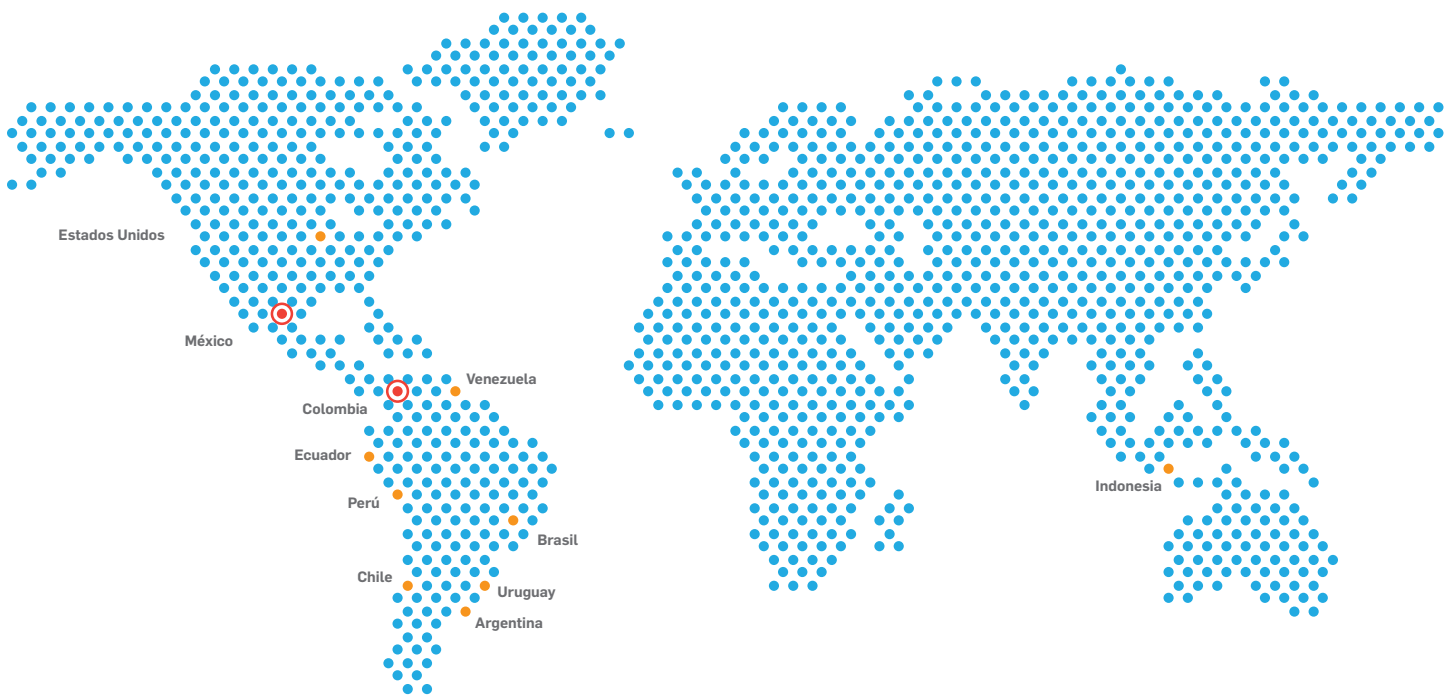 Estados Unidos
México
Venezuela
Colombia
Ecuador
Perú
Indonesia
Brasil
Chile
Uruguay
Argentina